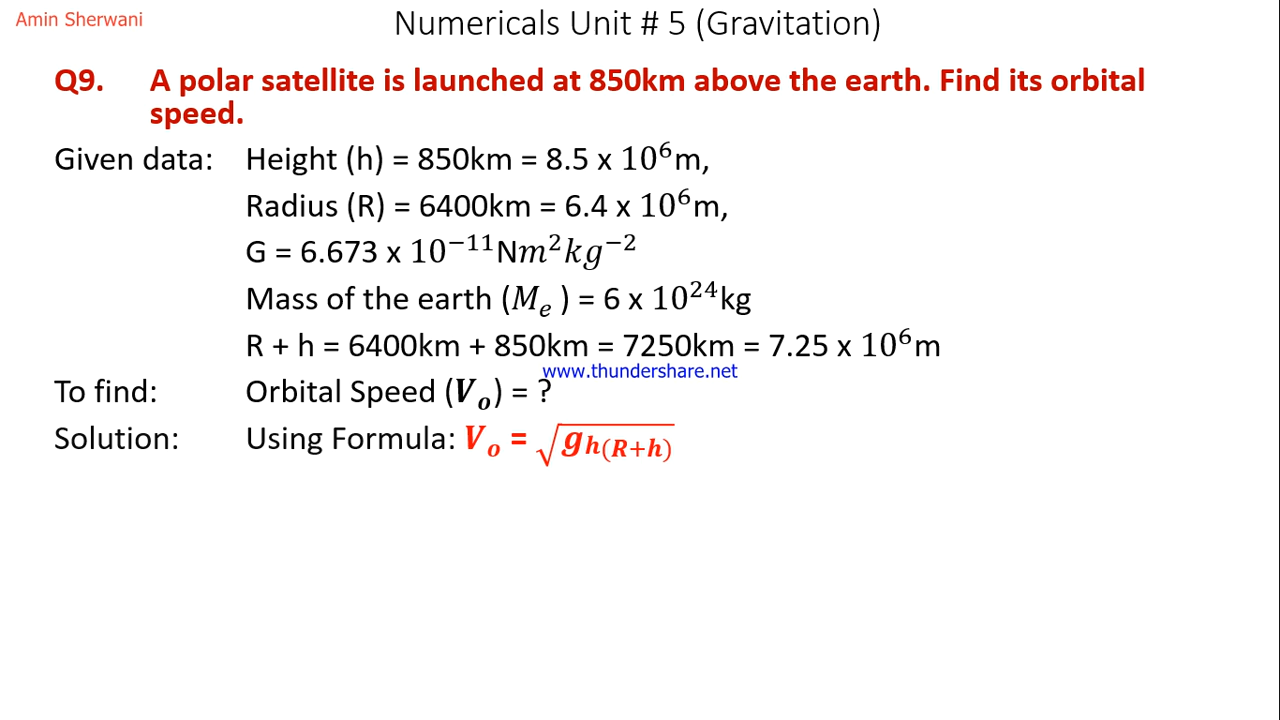 Amin Sherwani
Numericals Unit # 5 (Gravitation)
Q9. A polar satellite is launched at 850km above the earth. Find its orbital
speed.
Given data: Height (h) = 850km = 8.5 x 10⁶m,
Radius (R) = 6400km = 6.4 x 10⁶m,
G = 6.673 x 10⁻¹¹Nm²kg⁻²
Mass of the earth (Mₑ ) = 6 x 10²⁴kg
R + h = 6400km + 850km = 7250km = 7.25 x 10⁶m
www.thundershare.net
To find: Orbital Speed (Vₒ) = ?
Solution: Using Formula: Vₒ = √gₕ₍R₊ₕ₎